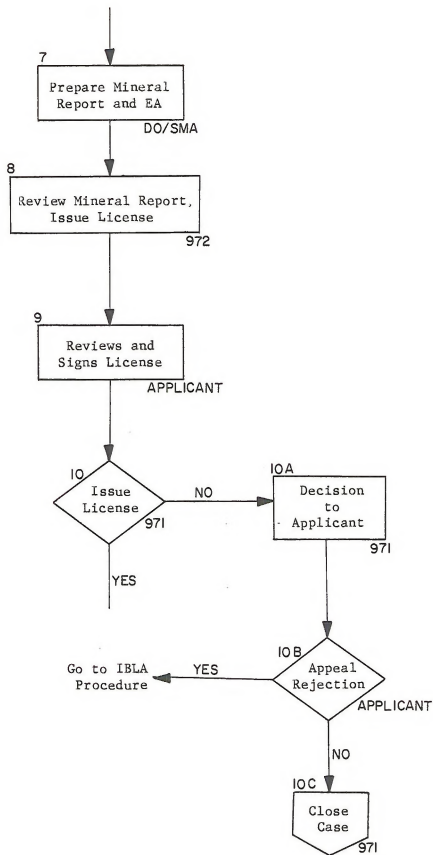 7
Prepare Mineral
Report and EA
DO/SMA
8
Review Mineral Report,
Issue License
972
9
Reviews and
Signs License
APPLICANT
10
Issue
License
971
NO
YES
10A
Decision
to
Applicant
971
10B
Appeal
Rejection
APPLICANT
YES
Go to IBLA
Procedure
NO
10C
Close
Case
971